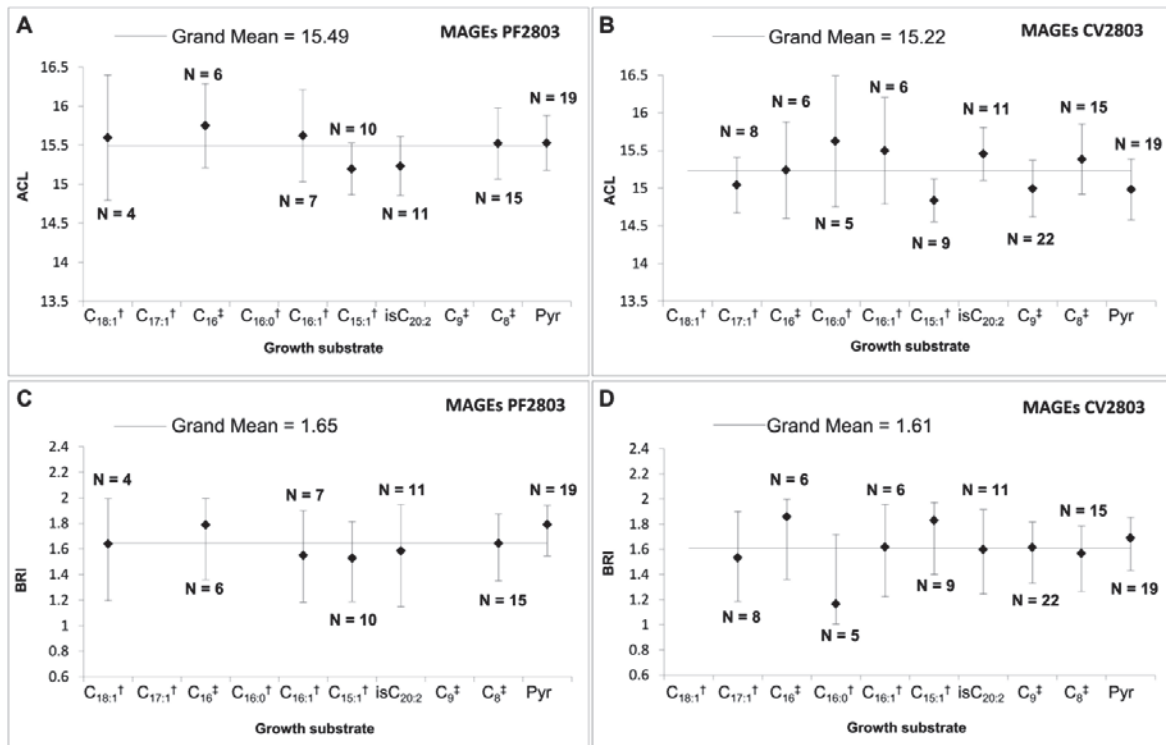 A
Grand Mean = 15.49
MAGEs PF2803
16.5
16
15.5
15
14.5
14
13.5
ACL
N = 4
N = 6
N = 7
N = 10
N = 11
N = 15
N = 19
C18:1† C17:1† C16‡ C16:0† C16:1† C15:1† isC20:2 C9‡ C8‡ Pyr
Growth substrate
B
Grand Mean = 15.22
MAGEs CV2803
16.5
16
15.5
15
14.5
14
13.5
ACL
N = 8
N = 6
N = 5
N = 6
N = 9
N = 11
N = 22
N = 15
N = 19
C18:1† C17:1† C16‡ C16:0† C16:1† C15:1† isC20:2 C9‡ C8‡ Pyr
Growth substrate
C
Grand Mean = 1.65
MAGEs PF2803
2.4
2.2
2
1.8
1.6
1.4
1.2
1
0.8
0.6
BRI
N = 4
N = 6
N = 7
N = 10
N = 11
N = 15
N = 19
C18:1† C17:1† C16‡ C16:0† C16:1† C15:1† isC20:2 C9‡ C8‡ Pyr
Growth substrate
D
Grand Mean = 1.61
MAGEs CV2803
2.4
2.2
2
1.8
1.6
1.4
1.2
1
0.8
0.6
BRI
N = 8
N = 6
N = 5
N = 6
N = 9
N = 11
N = 22
N = 15
N = 19
C18:1† C17:1† C16‡ C16:0† C16:1† C15:1† isC20:2 C9‡ C8‡ Pyr
Growth substrate